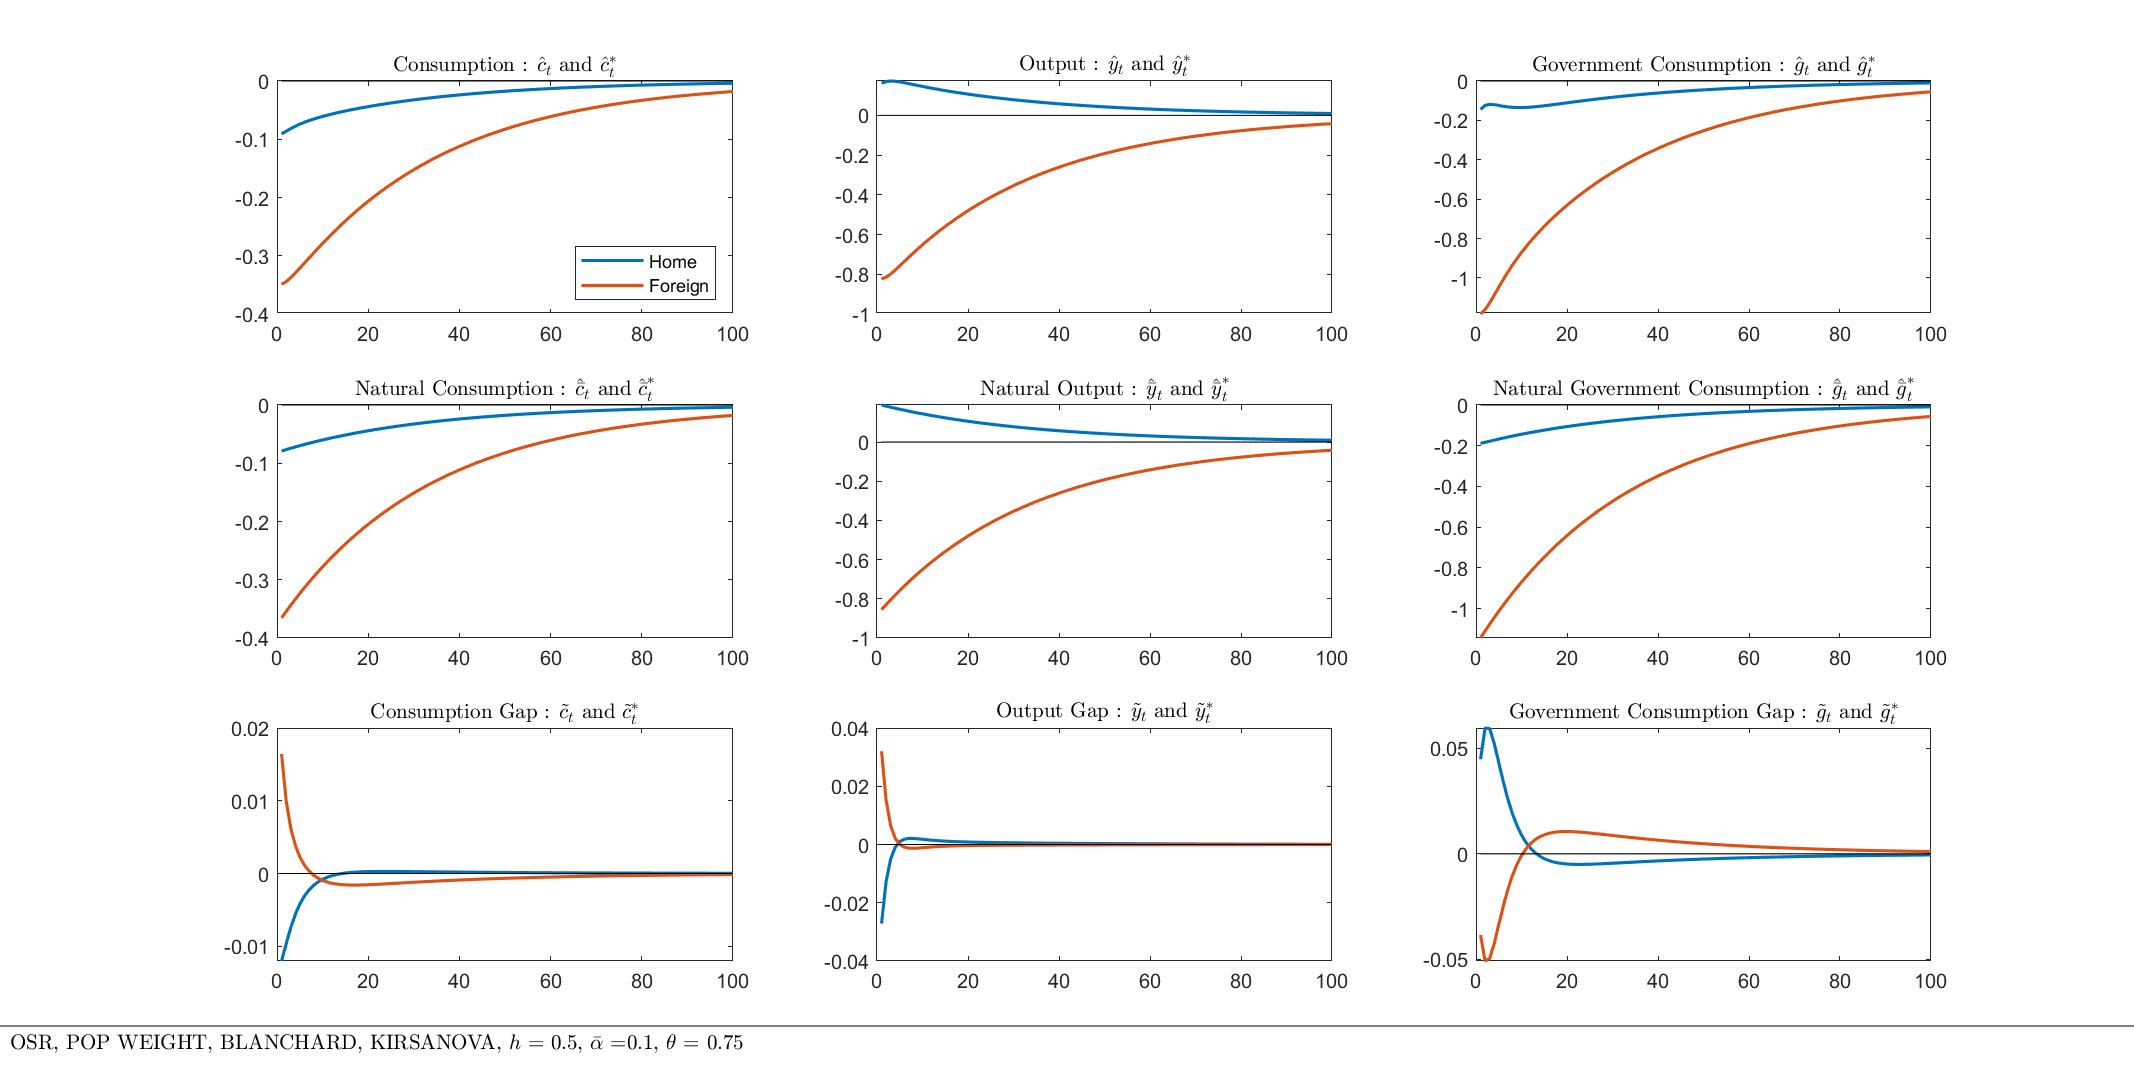 Consumption : ĉ_t and ĉ_t^*
0
-0.1
-0.2
-0.3
-0.4
0 20 40 60 80 100
Home
Foreign
Output : ŷ_t and ŷ_t^*
0
-0.2
-0.4
-0.6
-0.8
-1
0 20 40 60 80 100
Government Consumption : ĝ_t and ĝ_t^*
0
-0.2
-0.4
-0.6
-0.8
-1
0 20 40 60 80 100
Natural Consumption : ĉ̄_t and ĉ̄_t^*
0
-0.1
-0.2
-0.3
-0.4
0 20 40 60 80 100
Natural Output : ŷ̄_t and ŷ̄_t^*
0
-0.2
-0.4
-0.6
-0.8
-1
0 20 40 60 80 100
Natural Government Consumption : ĝ̄_t and ĝ̄_t^*
0
-0.2
-0.4
-0.6
-0.8
-1
0 20 40 60 80 100
Consumption Gap : c̃_t and c̃_t^*
0.02
0.01
0
-0.01
0 20 40 60 80 100
Output Gap : ỹ_t and ỹ_t^*
0.04
0.02
0
-0.02
-0.04
0 20 40 60 80 100
Government Consumption Gap : g̃_t and g̃_t^*
0.05
0
-0.05
0 20 40 60 80 100
OSR, POP WEIGHT, BLANCHARD, KIRSANOVA, h = 0.5, ᾱ =0.1, θ = 0.75